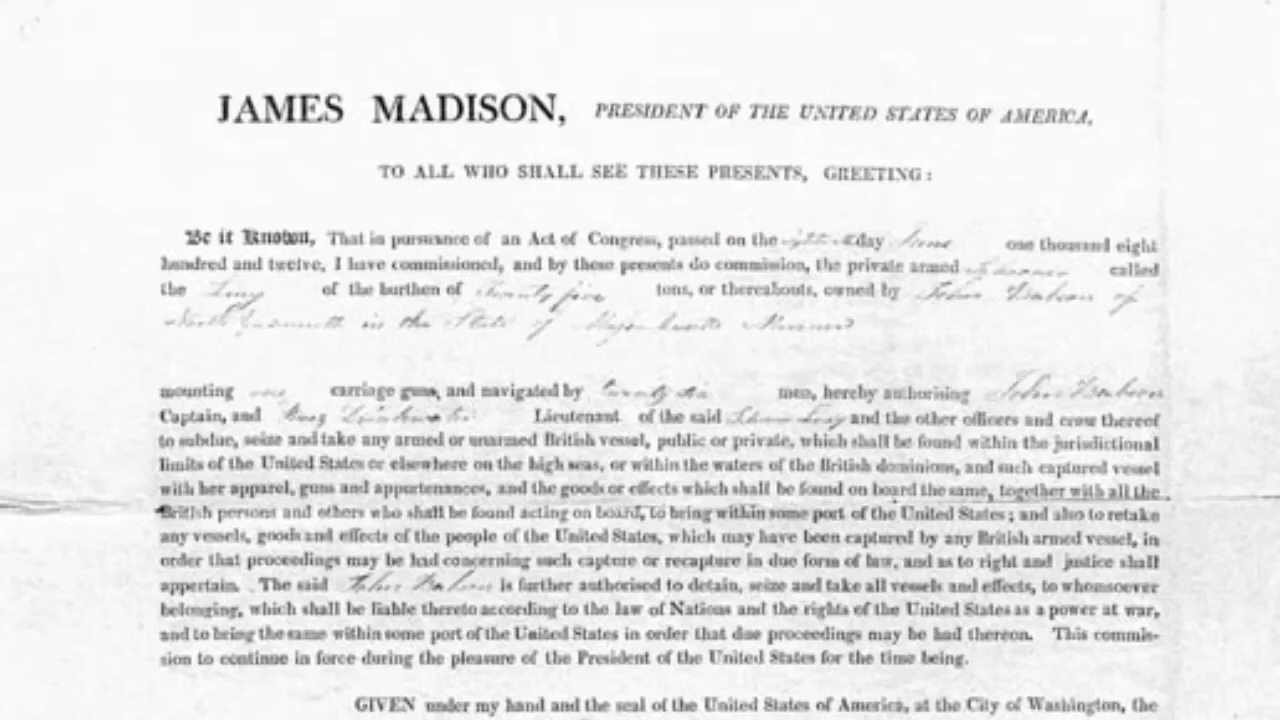 JAMES MADISON, PRESIDENT OF THE UNITED STATES OF AMERICA,
TO ALL WHO SHALL SEE THESE PRESENTS, GREETING:
Be it Known, That in pursuance of an Act of Congress, passed on the day June one thousand eight
hundred and twelve, I have commissioned, and by these presents do commission, the private armed called
the of the burthen of twenty five tons, or thereabouts, owned by John of
North in the State of
mounting one carriage guns, and navigated by men, hereby authorising John
Captain, and Lieutenant of the said and the other officers and crew thereof
to subdue, seize and take any armed or unarmed British vessel, public or private, which shall be found within the jurisdictional
limits of the United States or elsewhere on the high seas, or within the waters of the British dominions, and such captured vessel
with her apparel, guns and appurtenances, and the goods or effects which shall be found on board the same, together with all the
British persons and others who shall be found acting on board, to bring within some port of the United States; and also to retake
any vessels, goods and effects of the people of the United States, which may have been captured by any British armed vessel, in
order that proceedings may be had concerning such capture or recapture in due form of law, and as to right and justice shall
appertain. The said John is further authorised to detain, seize and take all vessels and effects, to whomsoever
belonging, which shall be liable thereto according to the law of Nations and the rights of the United States as a power at war,
and to bring the same within some port of the United States in order that due proceedings may be had thereon. This commis-
sion to continue in force during the pleasure of the President of the United States for the time being.
GIVEN under my hand and the seal of the United States of America, at the City of Washington, the